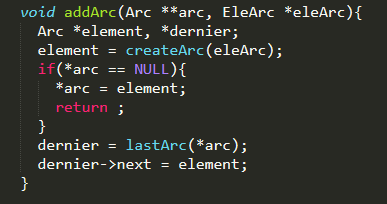 void addArc(Arc **arc, EleArc *eleArc){
Arc *element, *dernier;
element = createArc(eleArc);
if(*arc == NULL){
*arc = element;
return ;
}
dernier = lastArc(*arc);
dernier->next = element;
}